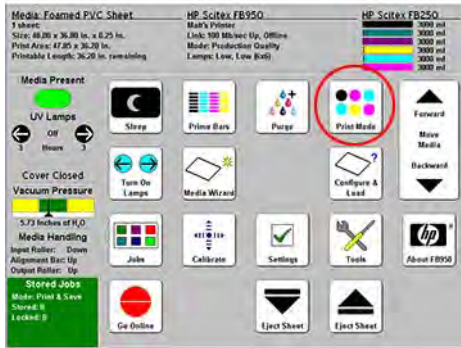 Media: Foamed PVC Sheet
1 sheet:
Size: 48.00 x 36.00 in. x 0.25 in.
Print Area: 47.85 x 36.20 in.
Printable Length: 36.20 in. remaining
HP Scitex FB950
Matt's Printer
Link: 100 Mb/sec Up, Offline
Mode: Production Quality
Lamps: Low, Low (6x6)
HP Scitex FB250
3000 ml
3000 ml
3000 ml
3000 ml
3000 ml
3000 ml
Media Present
UV Lamps
Off
3 Hours 3
Cover Closed
Vacuum Pressure
5.73 Inches of H₂O
Media Handling
Input Roller: Down
Alignment Bar: Up
Output Roller: Up
Stored Jobs
Mode: Print & Save
Stored: 0
Locked: 0
Sleep
Prime Bars
Purge
Print Mode
Forward
Move
Media
Backward
Turn On
Lamps
Media Wizard
Configure &
Load
Jobs
Calibrate
Settings
Tools
hp
About FB950
Go Online
Eject Sheet
Eject Sheet